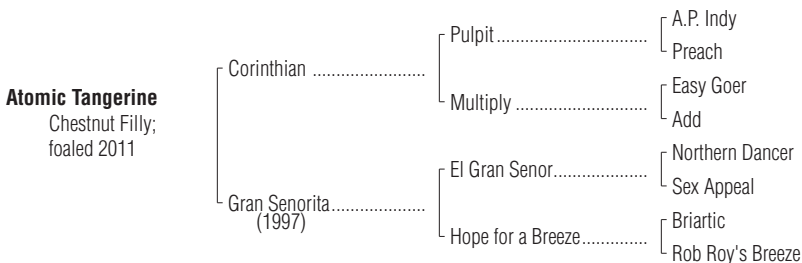 A.P. Indy
Pulpit
Preach
Corinthian
Easy Goer
Multiply
Add
Atomic Tangerine
Chestnut Filly;
foaled 2011
Northern Dancer
El Gran Senor
Sex Appeal
Gran Senorita
(1997)
Briartic
Hope for a Breeze
Rob Roy's Breeze